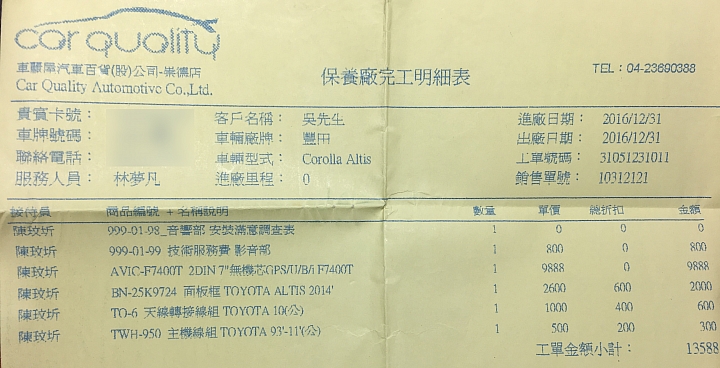 car quality
車麗屋汽車百貨(股)公司-崇德店
Car Quality Automotive Co.,Ltd.
保養廠完工明細表
TEL：04-23690388
貴賓卡號： 客戶名稱： 吳先生 進廠日期： 2016/12/31
車牌號碼： 車輛廠牌： 豐田 出廠日期： 2016/12/31
聯絡電話： 車輛型式： Corolla Altis 工單號碼： 31051231011
服務人員： 林夢凡 進廠里程： 0 銷售單號： 10312121
接待員 商品編號 + 名稱說明 數量 單價 總折扣 金額
陳玟圻 999-01-98_音響部 安裝滿意調查表 1 0 0 0
陳玟圻 999-01-99 技術服務費 影音部 1 800 0 800
陳玟圻 AVIC-F7400T 2DIN 7"無機芯GPS/U/B/i F7400T 1 9888 0 9888
陳玟圻 BN-25K9724 面板框 TOYOTA ALTIS 2014' 1 2600 600 2000
陳玟圻 TO-6 天線轉接線組 TOYOTA 10(公) 1 1000 400 600
陳玟圻 TWH-950 主機線組 TOYOTA 93'-11'(公) 1 500 200 300
工單金額小計： 13588